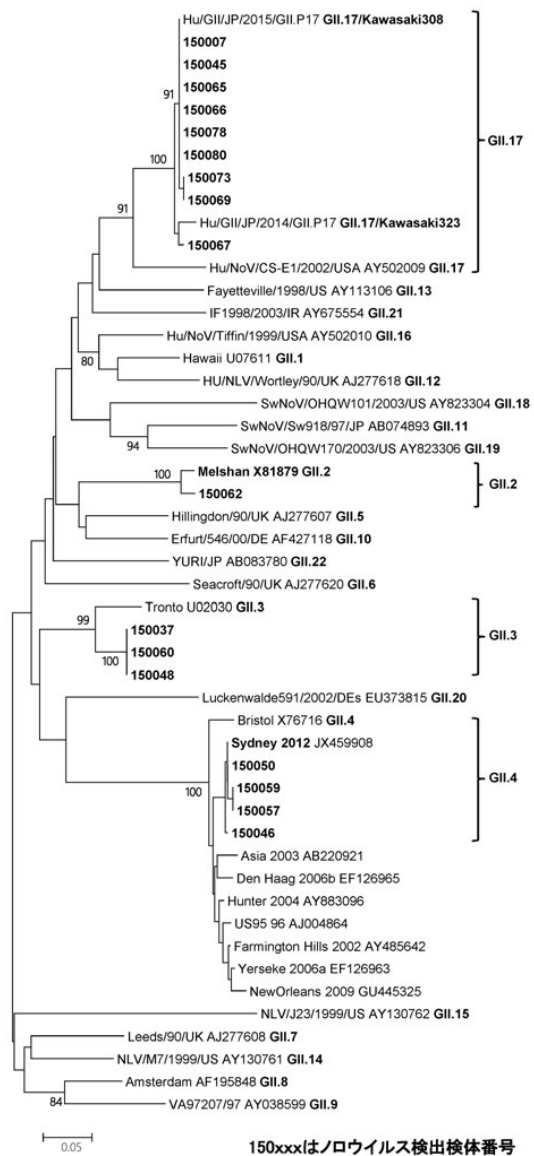 Hu/GII/JP/2015/GII.P17 GII.17/Kawasaki308
150007
150045
150065
150066
150078
150080
150073
150069
Hu/GII/JP/2014/GII.P17 GII.17/Kawasaki323
150067
Hu/NoV/CS-E1/2002/USA AY502009 GII.17
Fayetteville/1998/US AY113106 GII.13
IF1998/2003/IR AY675554 GII.21
Hu/NoV/Tiffin/1999/USA AY502010 GII.16
Hawaii U07611 GII.1
HU/NLV/Wortley/90/UK AJ277618 GII.12
SwNoV/OHQW101/2003/US AY823304 GII.18
SwNoV/Sw918/97/JP AB074893 GII.11
SwNoV/OHQW170/2003/US AY823306 GII.19
Melshan X81879 GII.2
150062
Hillingdon/90/UK AJ277607 GII.5
Erfurt/546/00/DE AF427118 GII.10
YURI/JP AB083780 GII.22
Seacroft/90/UK AJ277620 GII.6
Tronto U02030 GII.3
150037
150060
150048
Luckenwalde591/2002/DEs EU373815 GII.20
Bristol X76716 GII.4
Sydney 2012 JX459908
150050
150059
150057
150046
Asia 2003 AB220921
Den Haag 2006b EF126965
Hunter 2004 AY883096
US95 96 AJ004864
Farmington Hills 2002 AY485642
Yerseke 2006a EF126963
NewOrleans 2009 GU445325
NLV/J23/1999/US AY130762 GII.15
Leeds/90/UK AJ277608 GII.7
NLV/M7/1999/US AY130761 GII.14
Amsterdam AF195848 GII.8
VA97207/97 AY038599 GII.9
91
100
91
80
94
100
99
100
100
84
GII.17
GII.2
GII.3
GII.4
0.05
150xxxはノロウイルス検出検体番号